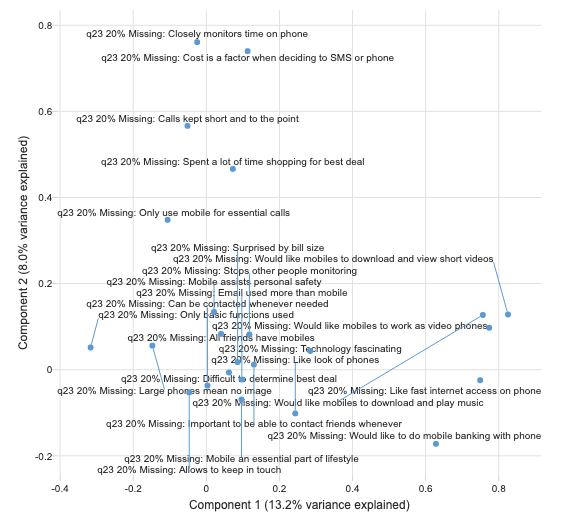 0.8
q23 20% Missing: Closely monitors time on phone
q23 20% Missing: Cost is a factor when deciding to SMS or phone
0.6
q23 20% Missing: Calls kept short and to the point
q23 20% Missing: Spent a lot of time shopping for best deal
0.4
q23 20% Missing: Only use mobile for essential calls
q23 20% Missing: Surprised by bill size
q23 20% Missing: Would like mobiles to download and view short videos
q23 20% Missing: Stops other people monitoring
0.2
q23 20% Missing: Mobile assists personal safety
q23 20% Missing: Email used more than mobile
q23 20% Missing: Can be contacted whenever needed
q23 20% Missing: Only basic functions used
q23 20% Missing: Would like mobiles to work as video phones
q23 20% Missing: All friends have mobiles
q23 20% Missing: Technology fascinating
q23 20% Missing: Like look of phones
0
q23 20% Missing: Difficult to determine best deal
q23 20% Missing: Large phones mean no image
q23 20% Missing: Like fast internet access on phone
q23 20% Missing: Would like mobiles to download and play music
q23 20% Missing: Important to be able to contact friends whenever
q23 20% Missing: Would like to do mobile banking with phone
-0.2
q23 20% Missing: Mobile an essential part of lifestyle
q23 20% Missing: Allows to keep in touch
-0.4 -0.2 0 0.2 0.4 0.6 0.8
Component 1 (13.2% variance explained)
Component 2 (8.0% variance explained)